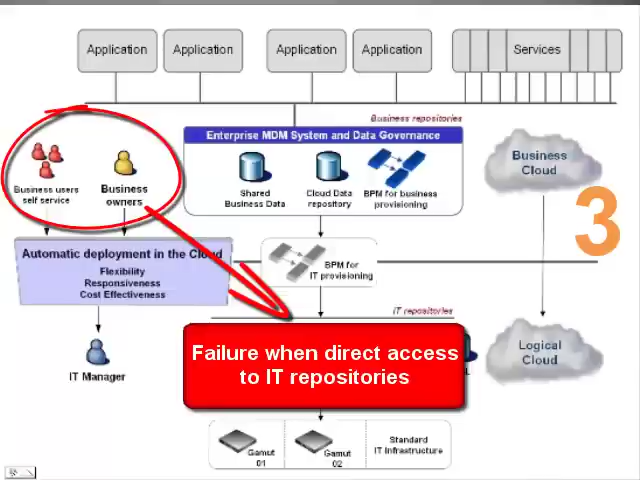 Application
Application
Application
Application
Services
Business repositories
Enterprise MDM System and Data Governance
Shared
Business Data
Cloud Data
repository
BPM for business
provisioning
Business users
self service
Business
owners
Business
Cloud
3
Automatic deployment in the Cloud
Flexibility
Responsiveness
Cost Effectiveness
BPM for
IT provisioning
IT repositories
Failure when direct access
to IT repositories
IT Manager
Logical
Cloud
Gamut
01
Gamut
02
Standard
IT Infrastructure